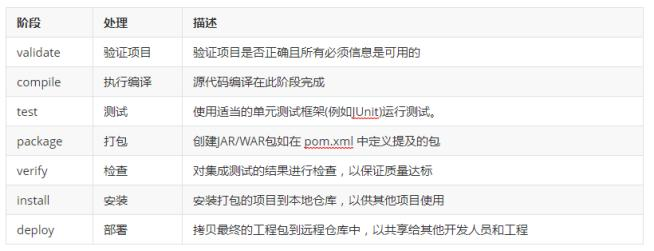 阶段 处理 描述
validate 验证项目 验证项目是否正确且所有必须信息是可用的
compile 执行编译 源代码编译在此阶段完成
test 测试 使用适当的单元测试框架(例如JUnit)运行测试。
package 打包 创建JAR/WAR包如在 pom.xml 中定义提及的包
verify 检查 对集成测试的结果进行检查，以保证质量达标
install 安装 安装打包的项目到本地仓库，以供其他项目使用
deploy 部署 拷贝最终的工程包到远程仓库中，以共享给其他开发人员和工程